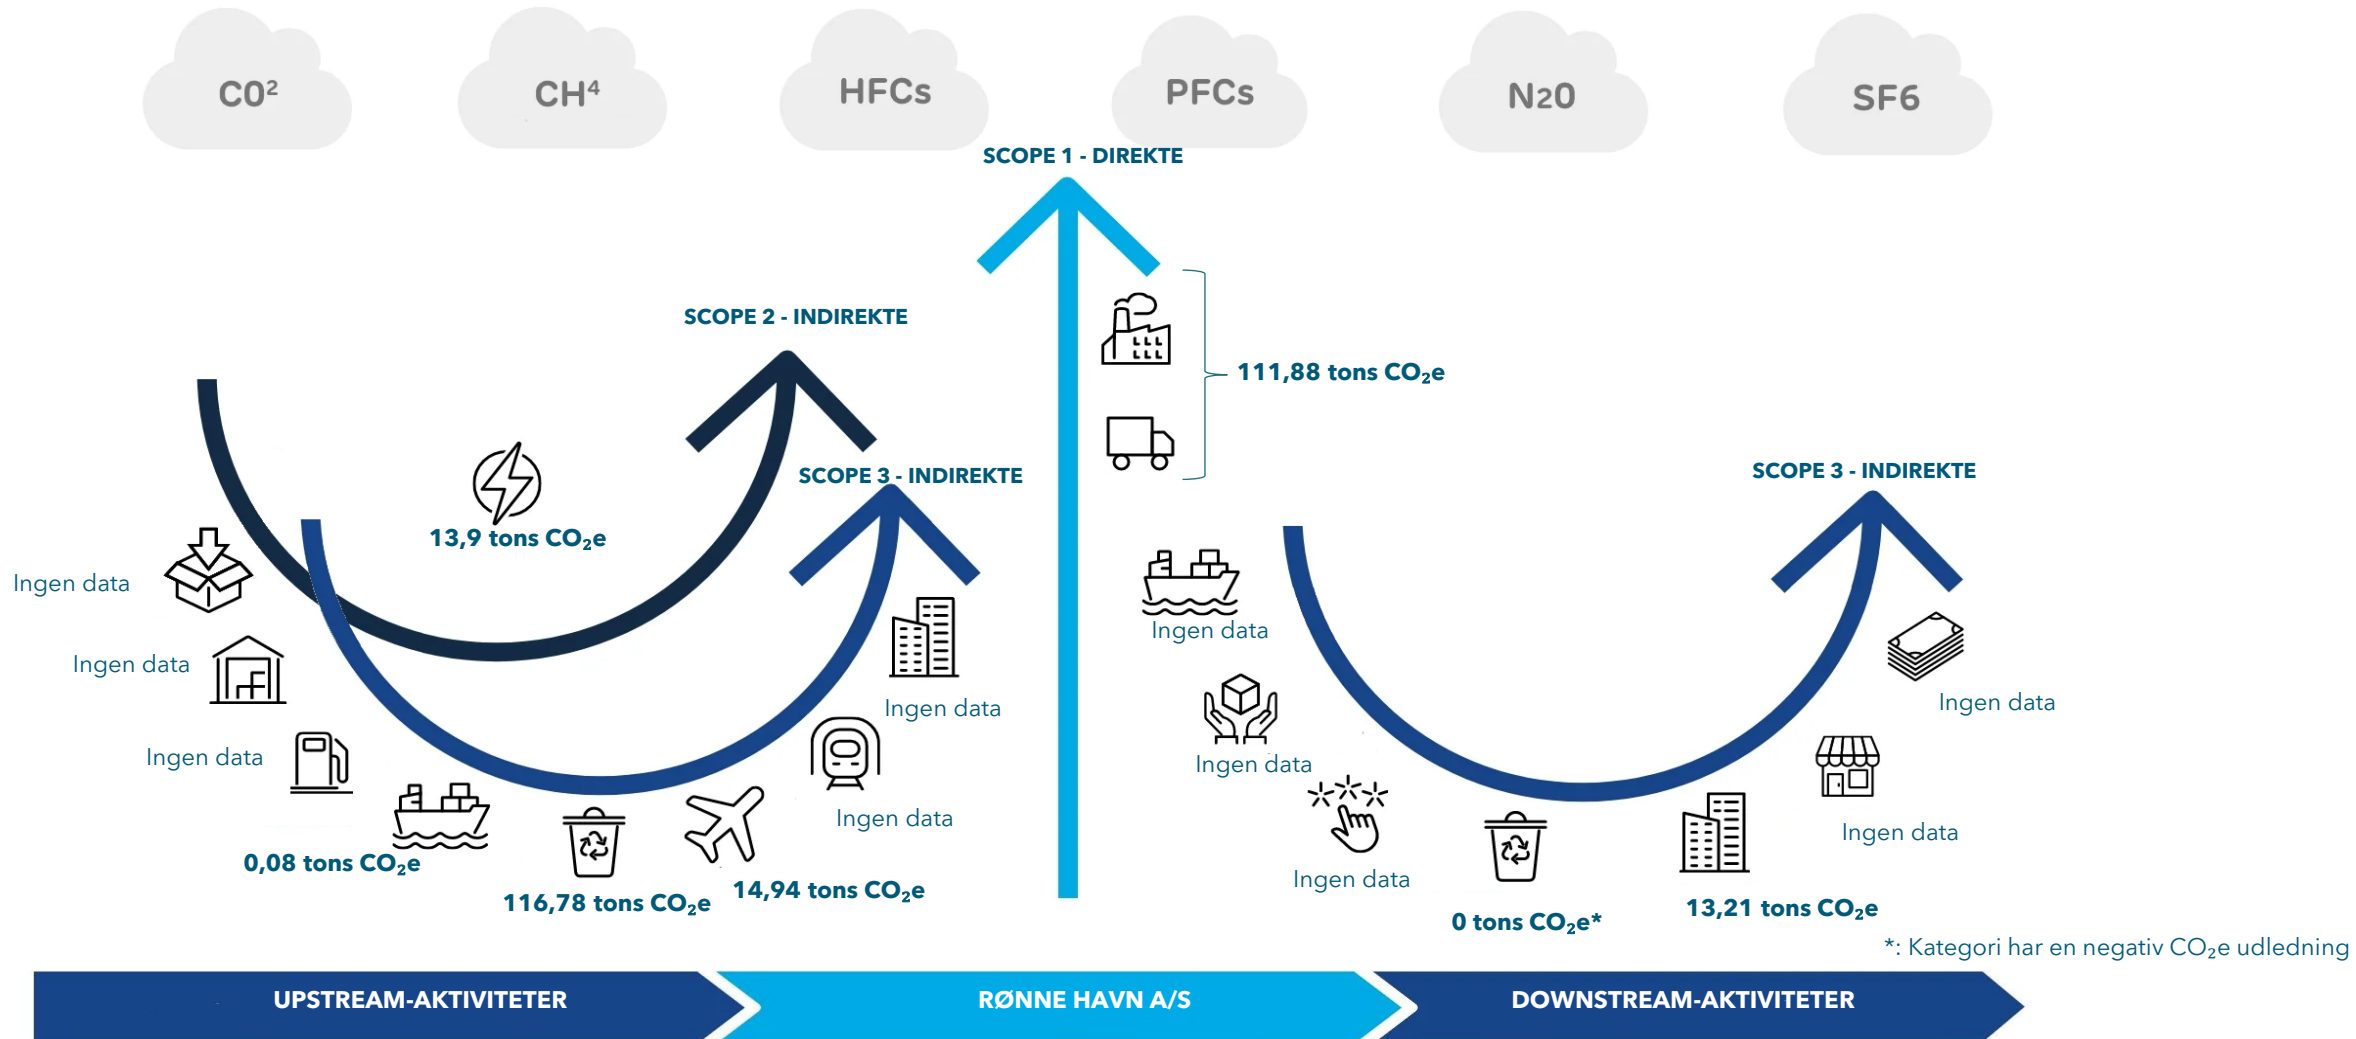 C0²
CH⁴
HFCs
PFCs
N20
SF6
SCOPE 1 - DIREKTE
SCOPE 2 - INDIREKTE
111,88 tons CO₂e
SCOPE 3 - INDIREKTE
SCOPE 3 - INDIREKTE
13,9 tons CO₂e
Ingen data
Ingen data
Ingen data
Ingen data
Ingen data
0,08 tons CO₂e
116,78 tons CO₂e
14,94 tons CO₂e
Ingen data
Ingen data
Ingen data
Ingen data
0 tons CO₂e*
13,21 tons CO₂e
Ingen data
Ingen data
*: Kategori har en negativ CO₂e udledning
UPSTREAM-AKTIVITETER
RØNNE HAVN A/S
DOWNSTREAM-AKTIVITETER